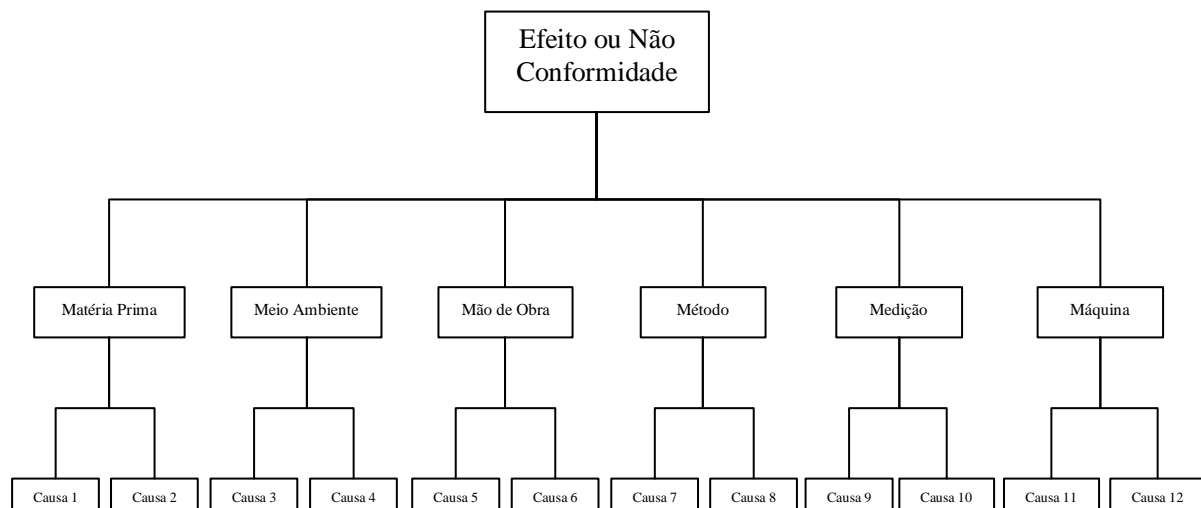 Efeito ou Não
Conformidade
Matéria Prima
Meio Ambiente
Mão de Obra
Método
Medição
Máquina
Causa 1
Causa 2
Causa 3
Causa 4
Causa 5
Causa 6
Causa 7
Causa 8
Causa 9
Causa 10
Causa 11
Causa 12